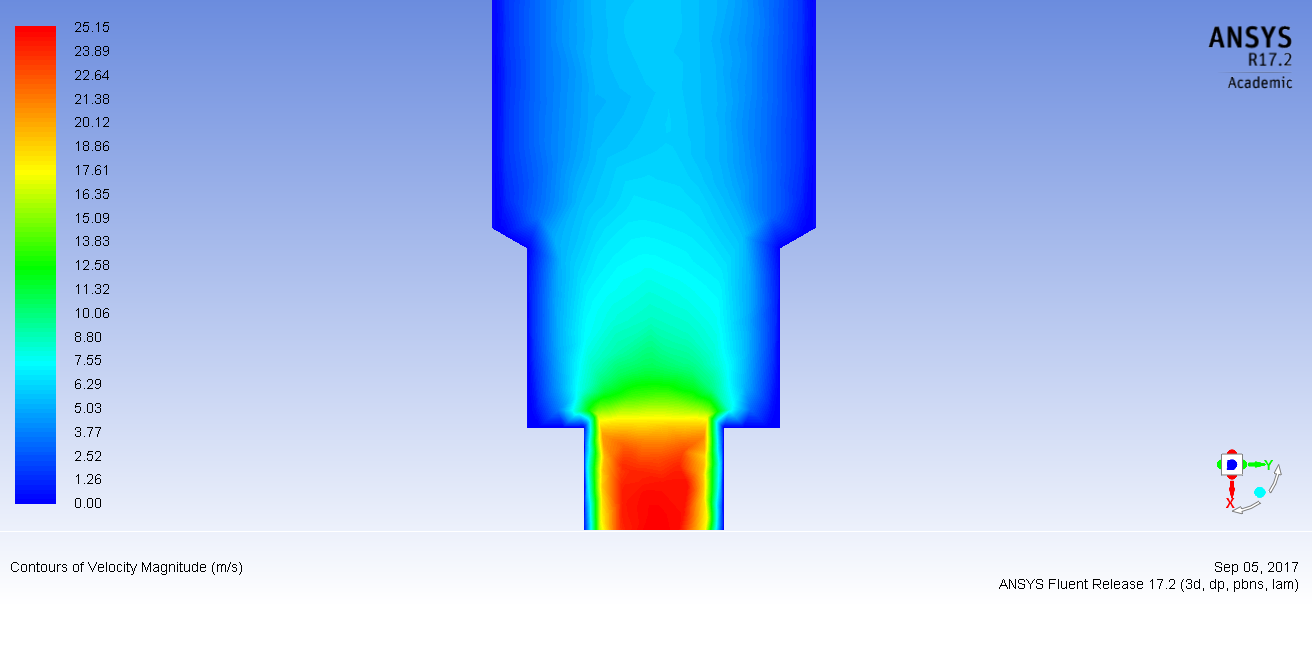 25.15
23.89
22.64
21.38
20.12
18.86
17.61
16.35
15.09
13.83
12.58
11.32
10.06
8.80
7.55
6.29
5.03
3.77
2.52
1.26
0.00
ANSYS
R17.2
Academic
Y
X
Contours of Velocity Magnitude (m/s)
Sep 05, 2017
ANSYS Fluent Release 17.2 (3d, dp, pbns, lam)